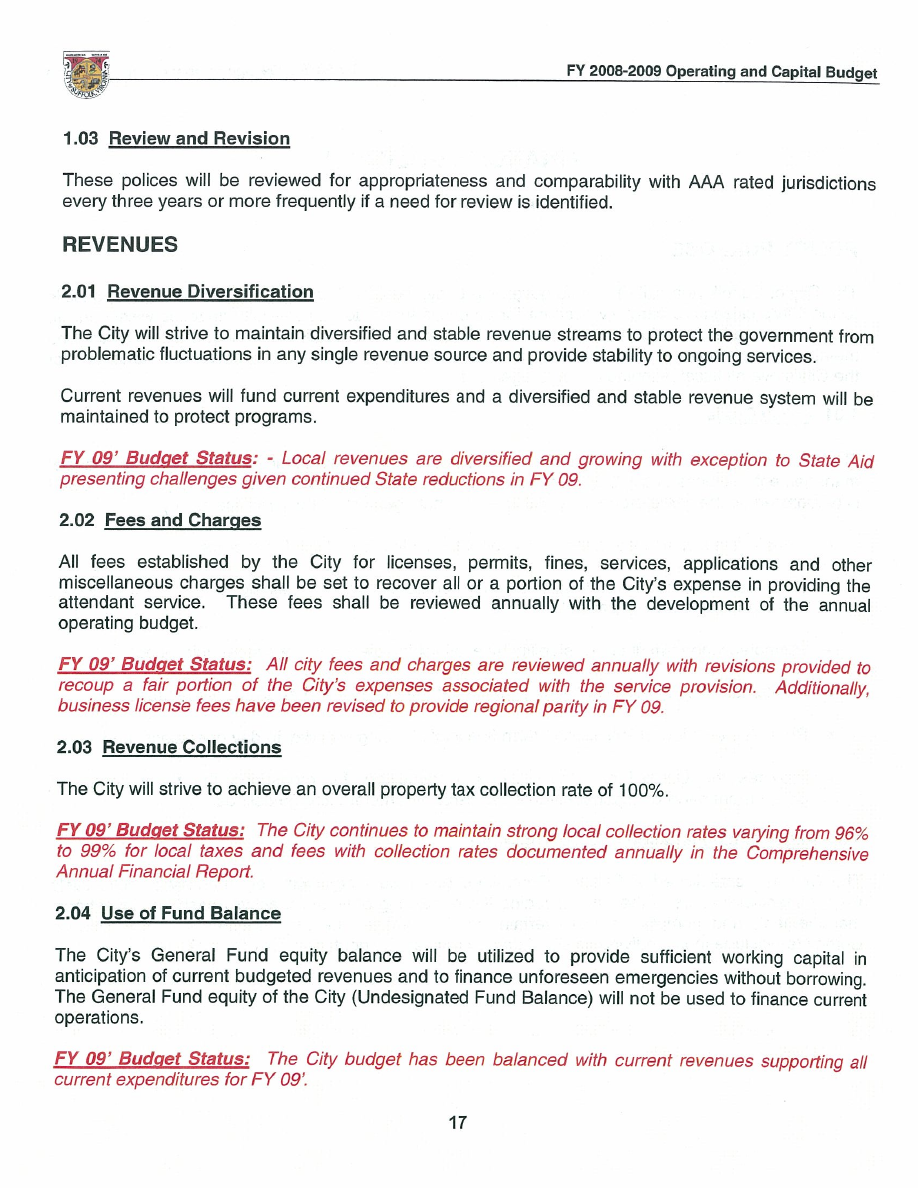 FY 2008-2009 Operating and Capital Budget
1.03 Review and Revision
These polices will be reviewed for appropriateness and comparability with AAA rated jurisdictions
every three years or more frequently if a need for review is identified.
REVENUES
2.01 Revenue Diversification
The City will strive to maintain diversified and stable revenue streams to protect the government from
problematic fluctuations in any single revenue source and provide stability to ongoing services.
Current revenues will fund current expenditures and a diversified and stable revenue system will be
maintained to protect programs.
FY 09' Budget Status: - Local revenues are diversified and growing with exception to State Aid
presenting challenges given continued State reductions in FY 09.
2.02 Fees and Charges
All fees established by the City for licenses, permits, fines, services, applications and other
miscellaneous charges shall be set to recover all or a portion of the City's expense in providing the
attendant service. These fees shall be reviewed annually with the development of the annual
operating budget.
FY 09' Budget Status: All city fees and charges are reviewed annually with revisions provided to
recoup a fair portion of the City's expenses associated with the service provision. Additionally,
business license fees have been revised to provide regional parity in FY 09.
2.03 Revenue Collections
The City will strive to achieve an overall property tax collection rate of 100%.
FY 09' Budget Status: The City continues to maintain strong local collection rates varying from 96%
to 99% for local taxes and fees with collection rates documented annually in the Comprehensive
Annual Financial Report.
2.04 Use of Fund Balance
The City's General Fund equity balance will be utilized to provide sufficient working capital in
anticipation of current budgeted revenues and to finance unforeseen emergencies without borrowing.
The General Fund equity of the City (Undesignated Fund Balance) will not be used to finance current
operations.
FY 09' Budget Status: The City budget has been balanced with current revenues supporting all
current expenditures for FY 09'.
17